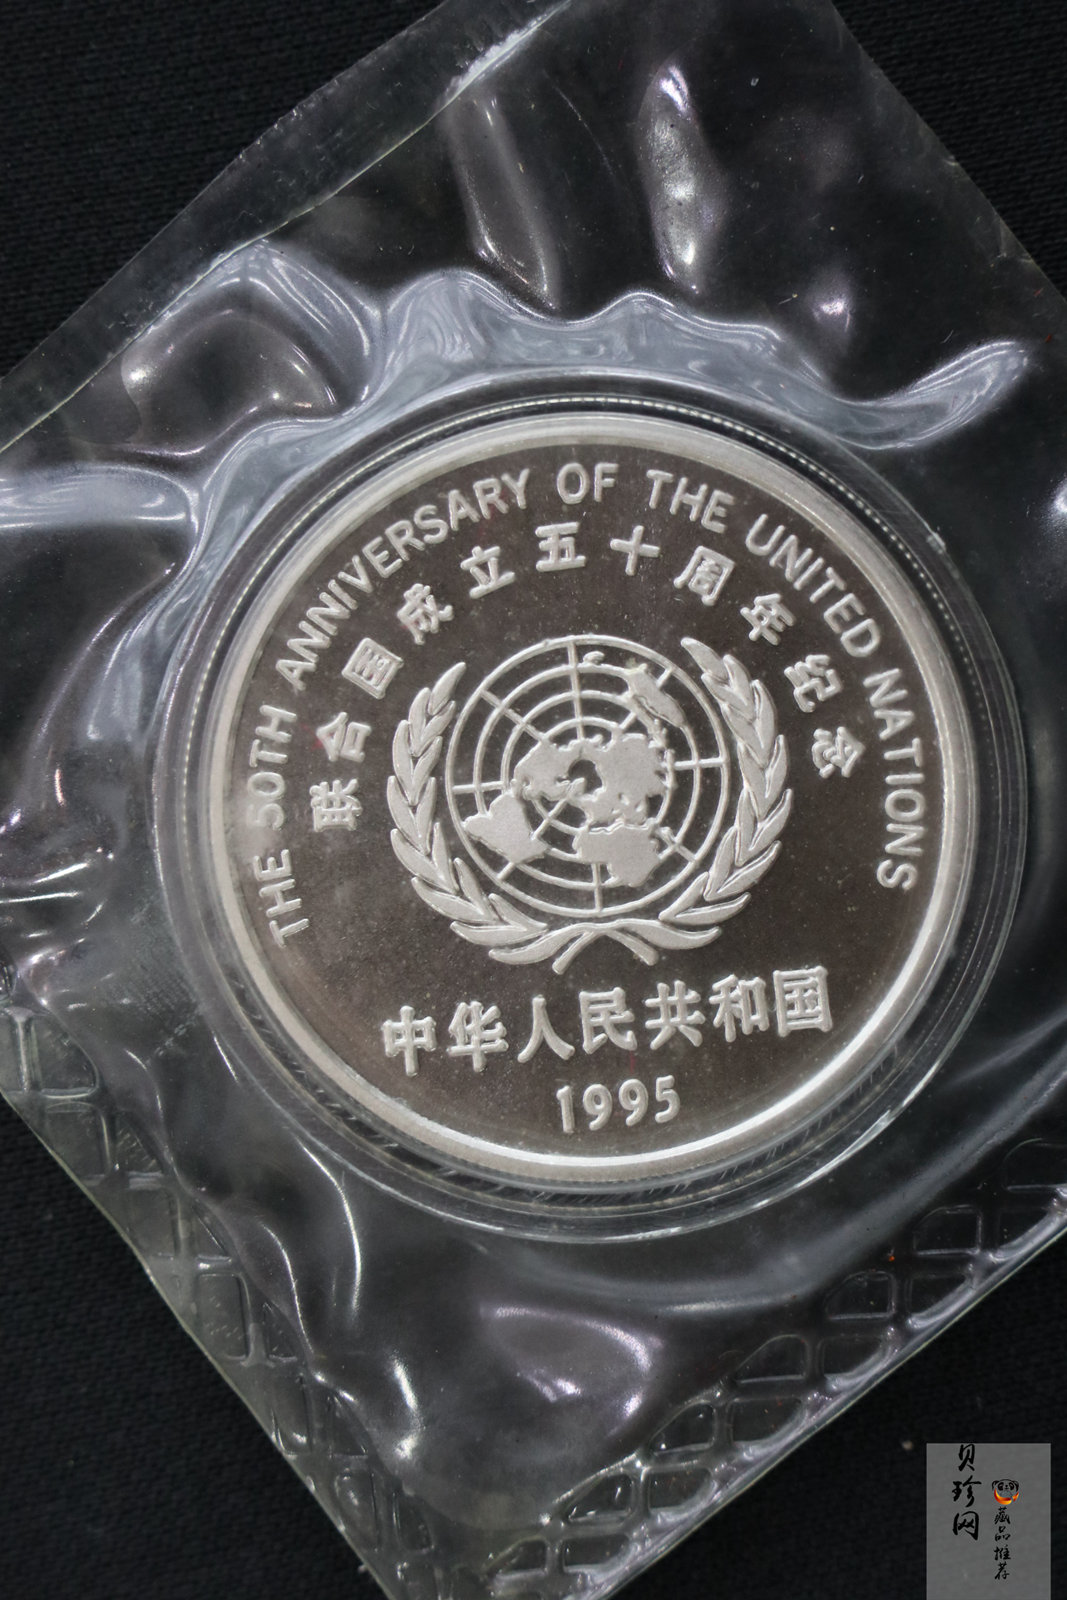 THE 50TH ANNIVERSARY OF THE UNITED NATIONS
联合国成立五十周年纪念
中华人民共和国
1995
贝珍网
藏品推荐